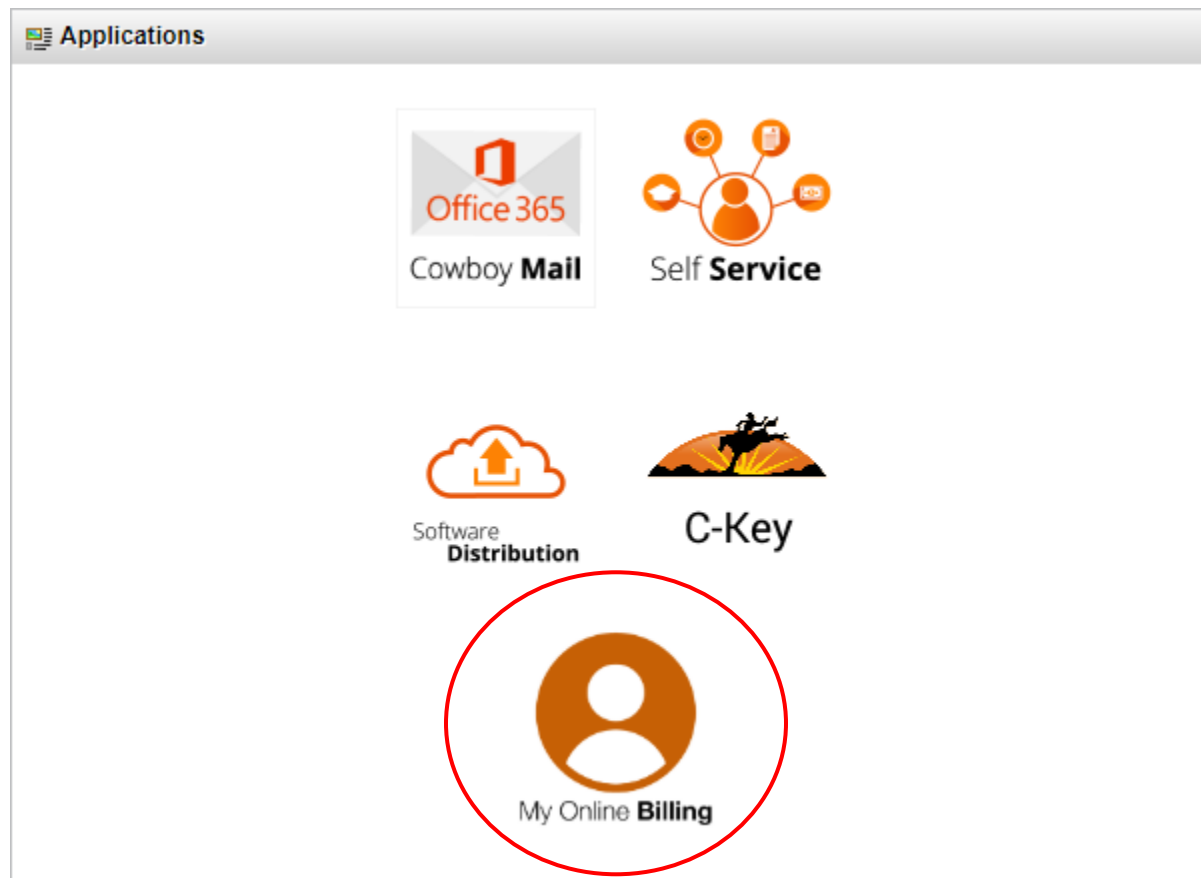 Applications
Office 365
Cowboy Mail
Self Service
Software
Distribution
C-Key
My Online Billing